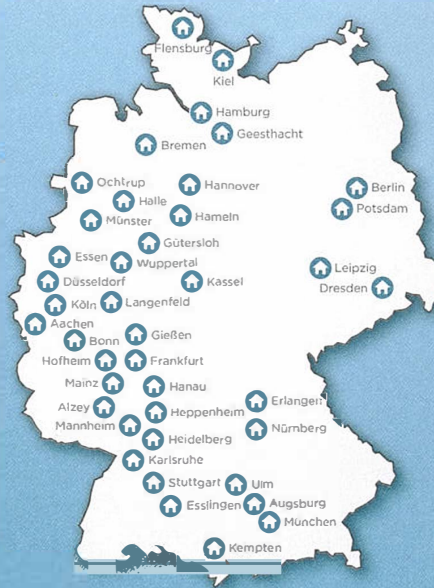 Flensburg
Kiel
Hamburg
Geesthacht
Bremen
Ochtrup
Hannover
Berlin
Halle
Potsdam
Münster
Hameln
Gütersloh
Essen
Wuppertal
Leipzig
Düsseldorf
Kassel
Dresden
Köln
Langenfeld
Aachen
Bonn
Gießen
Hofheim
Frankfurt
Mainz
Hanau
Alzey
Erlangen
Heppenheim
Mannheim
Nürnberg
Heidelberg
Karlsruhe
Stuttgart
Ulm
Esslingen
Augsburg
München
Kempten